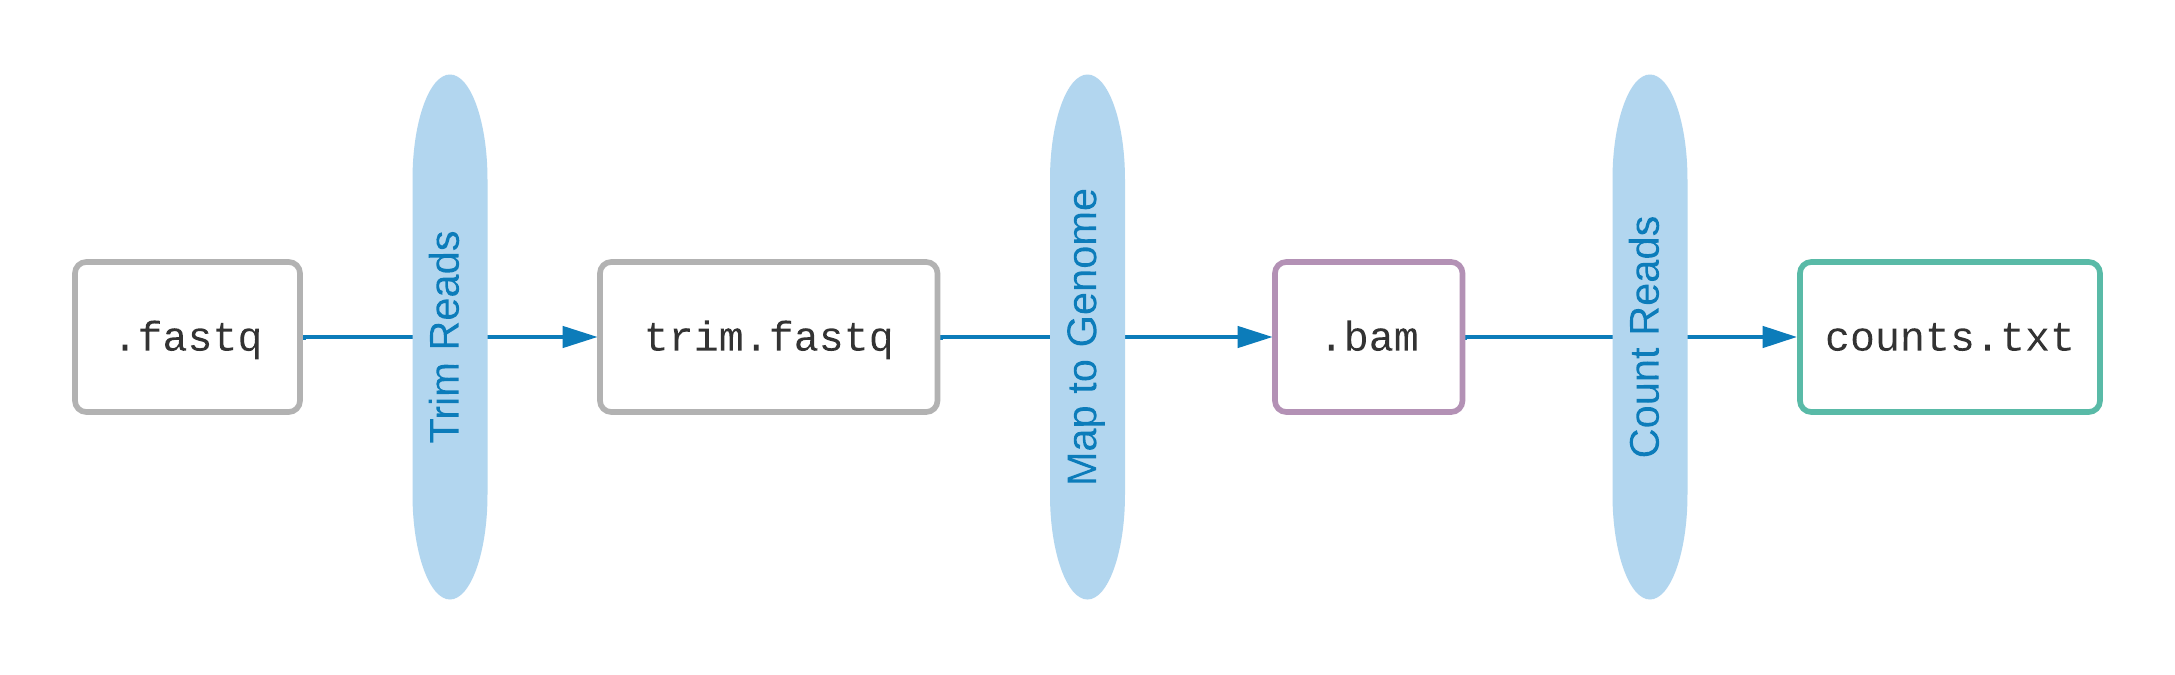 .fastq
Trim Reads
trim.fastq
Map to Genome
.bam
Count Reads
counts.txt